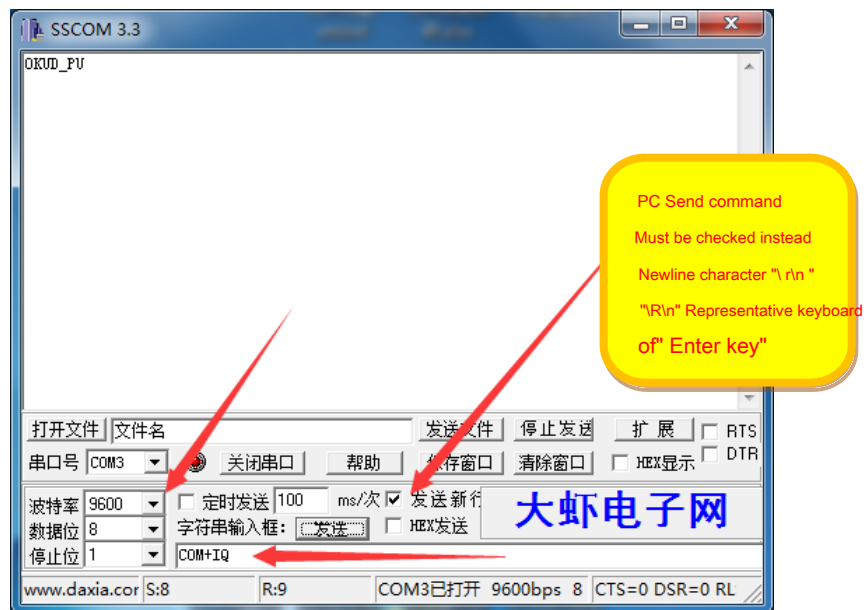 SSCOM 3.3
OKUD_PU
PC Send command
Must be checked instead
Newline character "\ r\n "
"\R\n" Representative keyboard
of" Enter key"
打开文件 文件名 发送文件 停止发送 扩 展 RTS
串口号 COM3 关闭串口 帮助 保存窗口 清除窗口 HEX显示 DTR
波特率 9600 定时发送 100 ms/次 发送新行
数据位 8 字符串输入框: 发送 HEX发送 大虾电子网
停止位 1 COM+IQ
www.daxia.cor S:8 R:9 COM3已打开 9600bps 8 CTS=0 DSR=0 RL